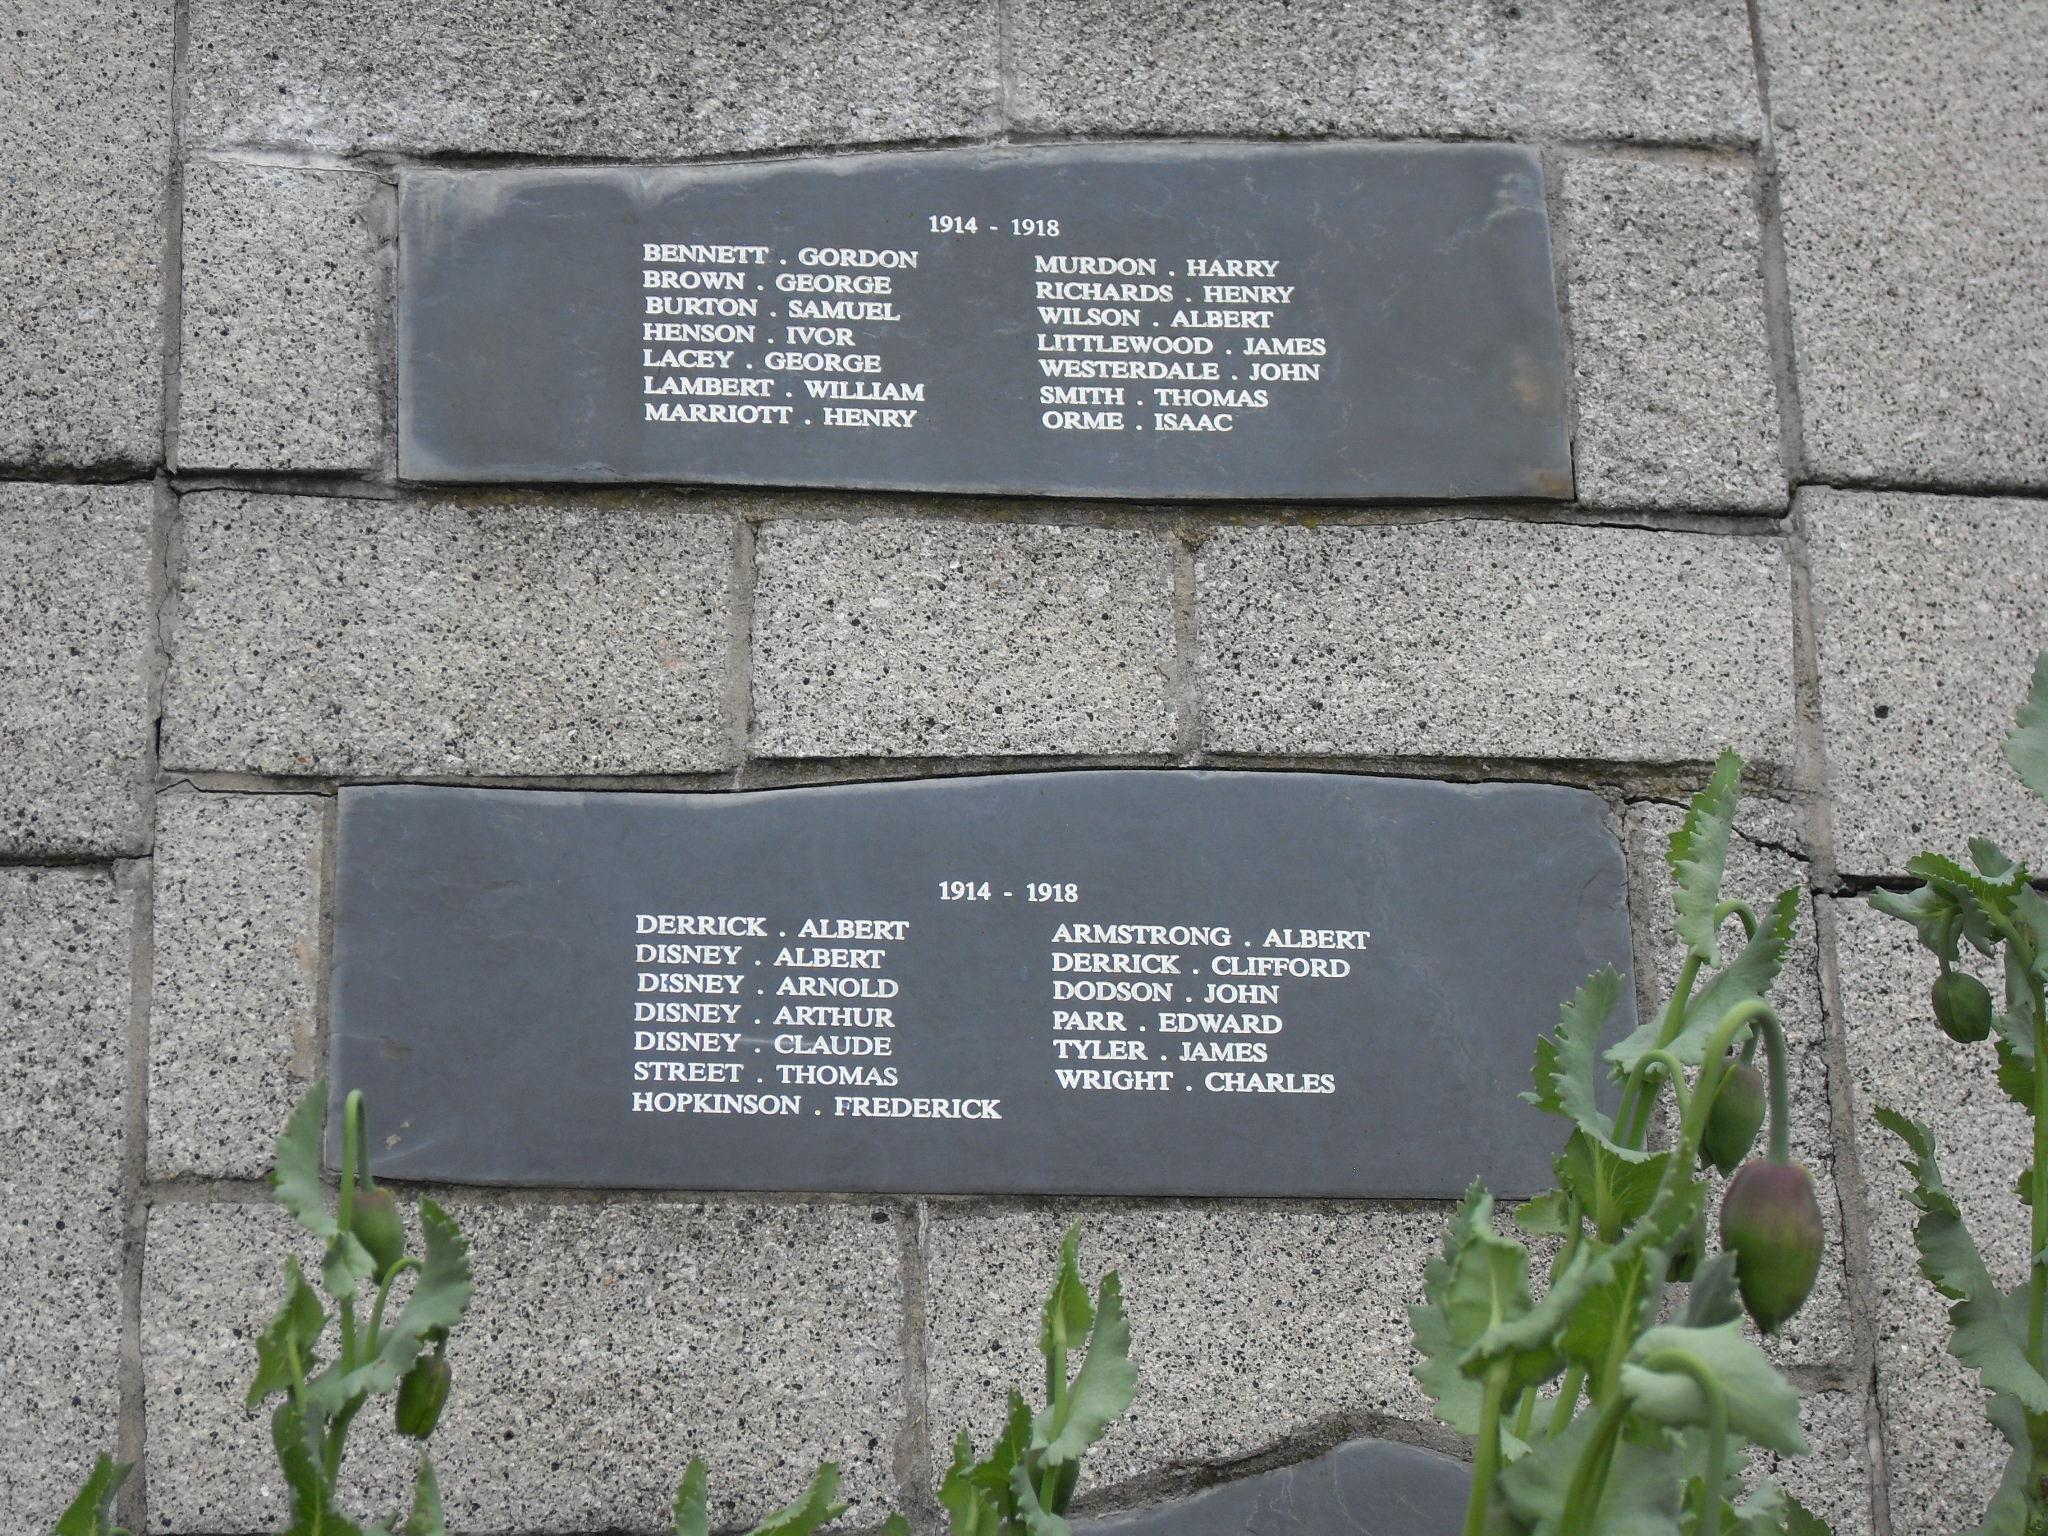 1914 - 1918
BENNETT . GORDON
BROWN . GEORGE
BURTON . SAMUEL
HENSON . IVOR
LACEY . GEORGE
LAMBERT . WILLIAM
MARRIOTT . HENRY
MURDON . HARRY
RICHARDS . HENRY
WILSON . ALBERT
LITTLEWOOD . JAMES
WESTERDALE . JOHN
SMITH . THOMAS
ORME . ISAAC
1914 - 1918
DERRICK . ALBERT
DISNEY . ALBERT
DISNEY . ARNOLD
DISNEY . ARTHUR
DISNEY . CLAUDE
STREET . THOMAS
HOPKINSON . FREDERICK
ARMSTRONG . ALBERT
DERRICK . CLIFFORD
DODSON . JOHN
PARR . EDWARD
TYLER . JAMES
WRIGHT . CHARLES